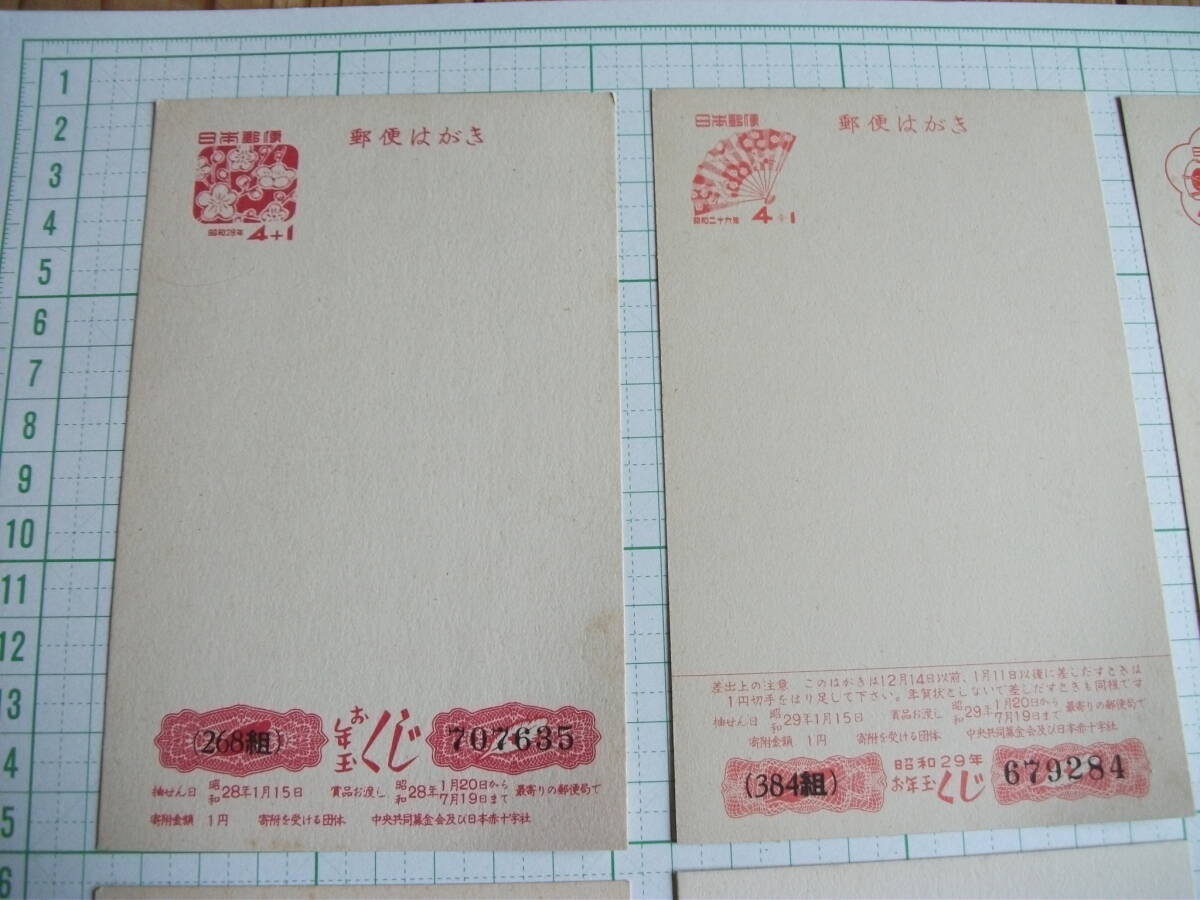 1
2
3
4
5
6
7
8
9
10
11
12
13
4
5
6
日本郵便
郵便はがき
昭和28年 4+1
(268組)
お年玉くじ
707635
抽せん日 昭和28年1月15日 賞品お渡し 昭和28年1月20日から7月19日まで 最寄りの郵便局で
寄附金額 1円 寄附を受ける団体 中央共同募金会及び日本赤十字社
日本郵便
郵便はがき
昭和二十九年 4+1
差出上の注意 このはがきは12月14日以前、1月11日以後に差しだすときは
1円切手をはり足して下さい。年賀状としないで差しだすときも同様です
抽せん日 昭和29年1月15日 賞品お渡し 昭和29年1月20日から7月19日まで 最寄りの郵便局で
寄附金額 1円 寄附を受ける団体 中央共同募金会及び日本赤十字社
(384組)
昭和29年
お年玉くじ
679284